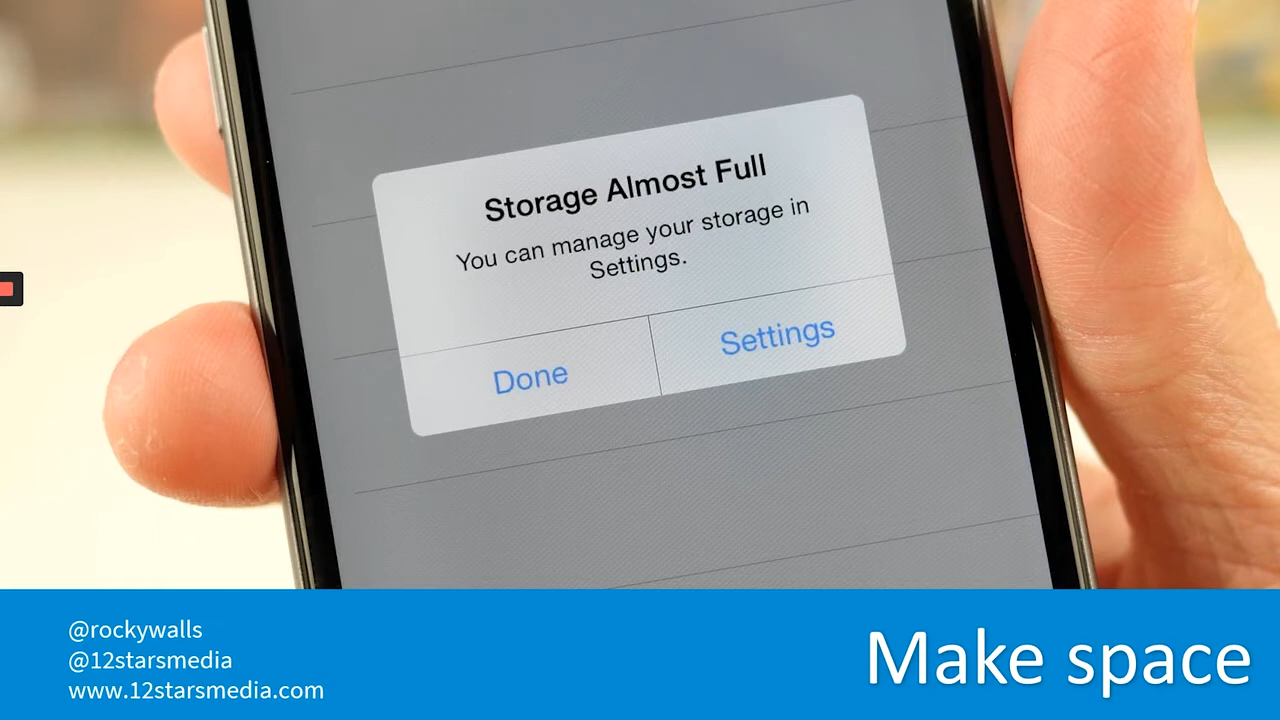 Storage Almost Full
You can manage your storage in
Settings.
Done
Settings
@rockywalls
@12starsmedia
www.12starsmedia.com
Make space